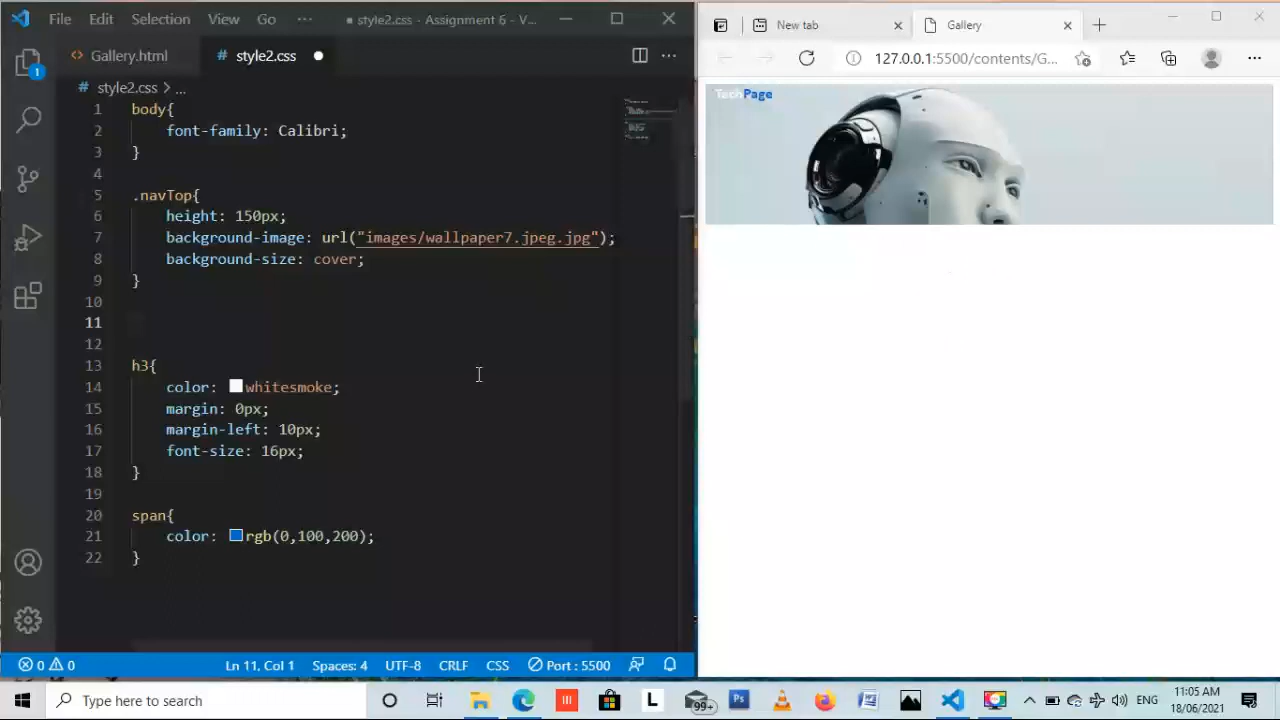 File Edit Selection View Go ··· ● style2.css - Assignment 6 - V...
<> Gallery.html # style2.css ●
# style2.css > ...
1 body{
2 font-family: Calibri;
3 }
4
5 .navTop{
6 height: 150px;
7 background-image: url("images/wallpaper7.jpeg.jpg");
8 background-size: cover;
9 }
10
11
12
13 h3{
14 color: whitesmoke;
15 margin: 0px;
16 margin-left: 10px;
17 font-size: 16px;
18 }
19
20 span{
21 color: rgb(0,100,200);
22 }
1
0 0 Ln 11, Col 1 Spaces: 4 UTF-8 CRLF CSS Port : 5500
New tab Gallery
127.0.0.1:5500/contents/G...
TechPage
Type here to search
L
99+
Ps
ENG
11:05 AM
18/06/2021